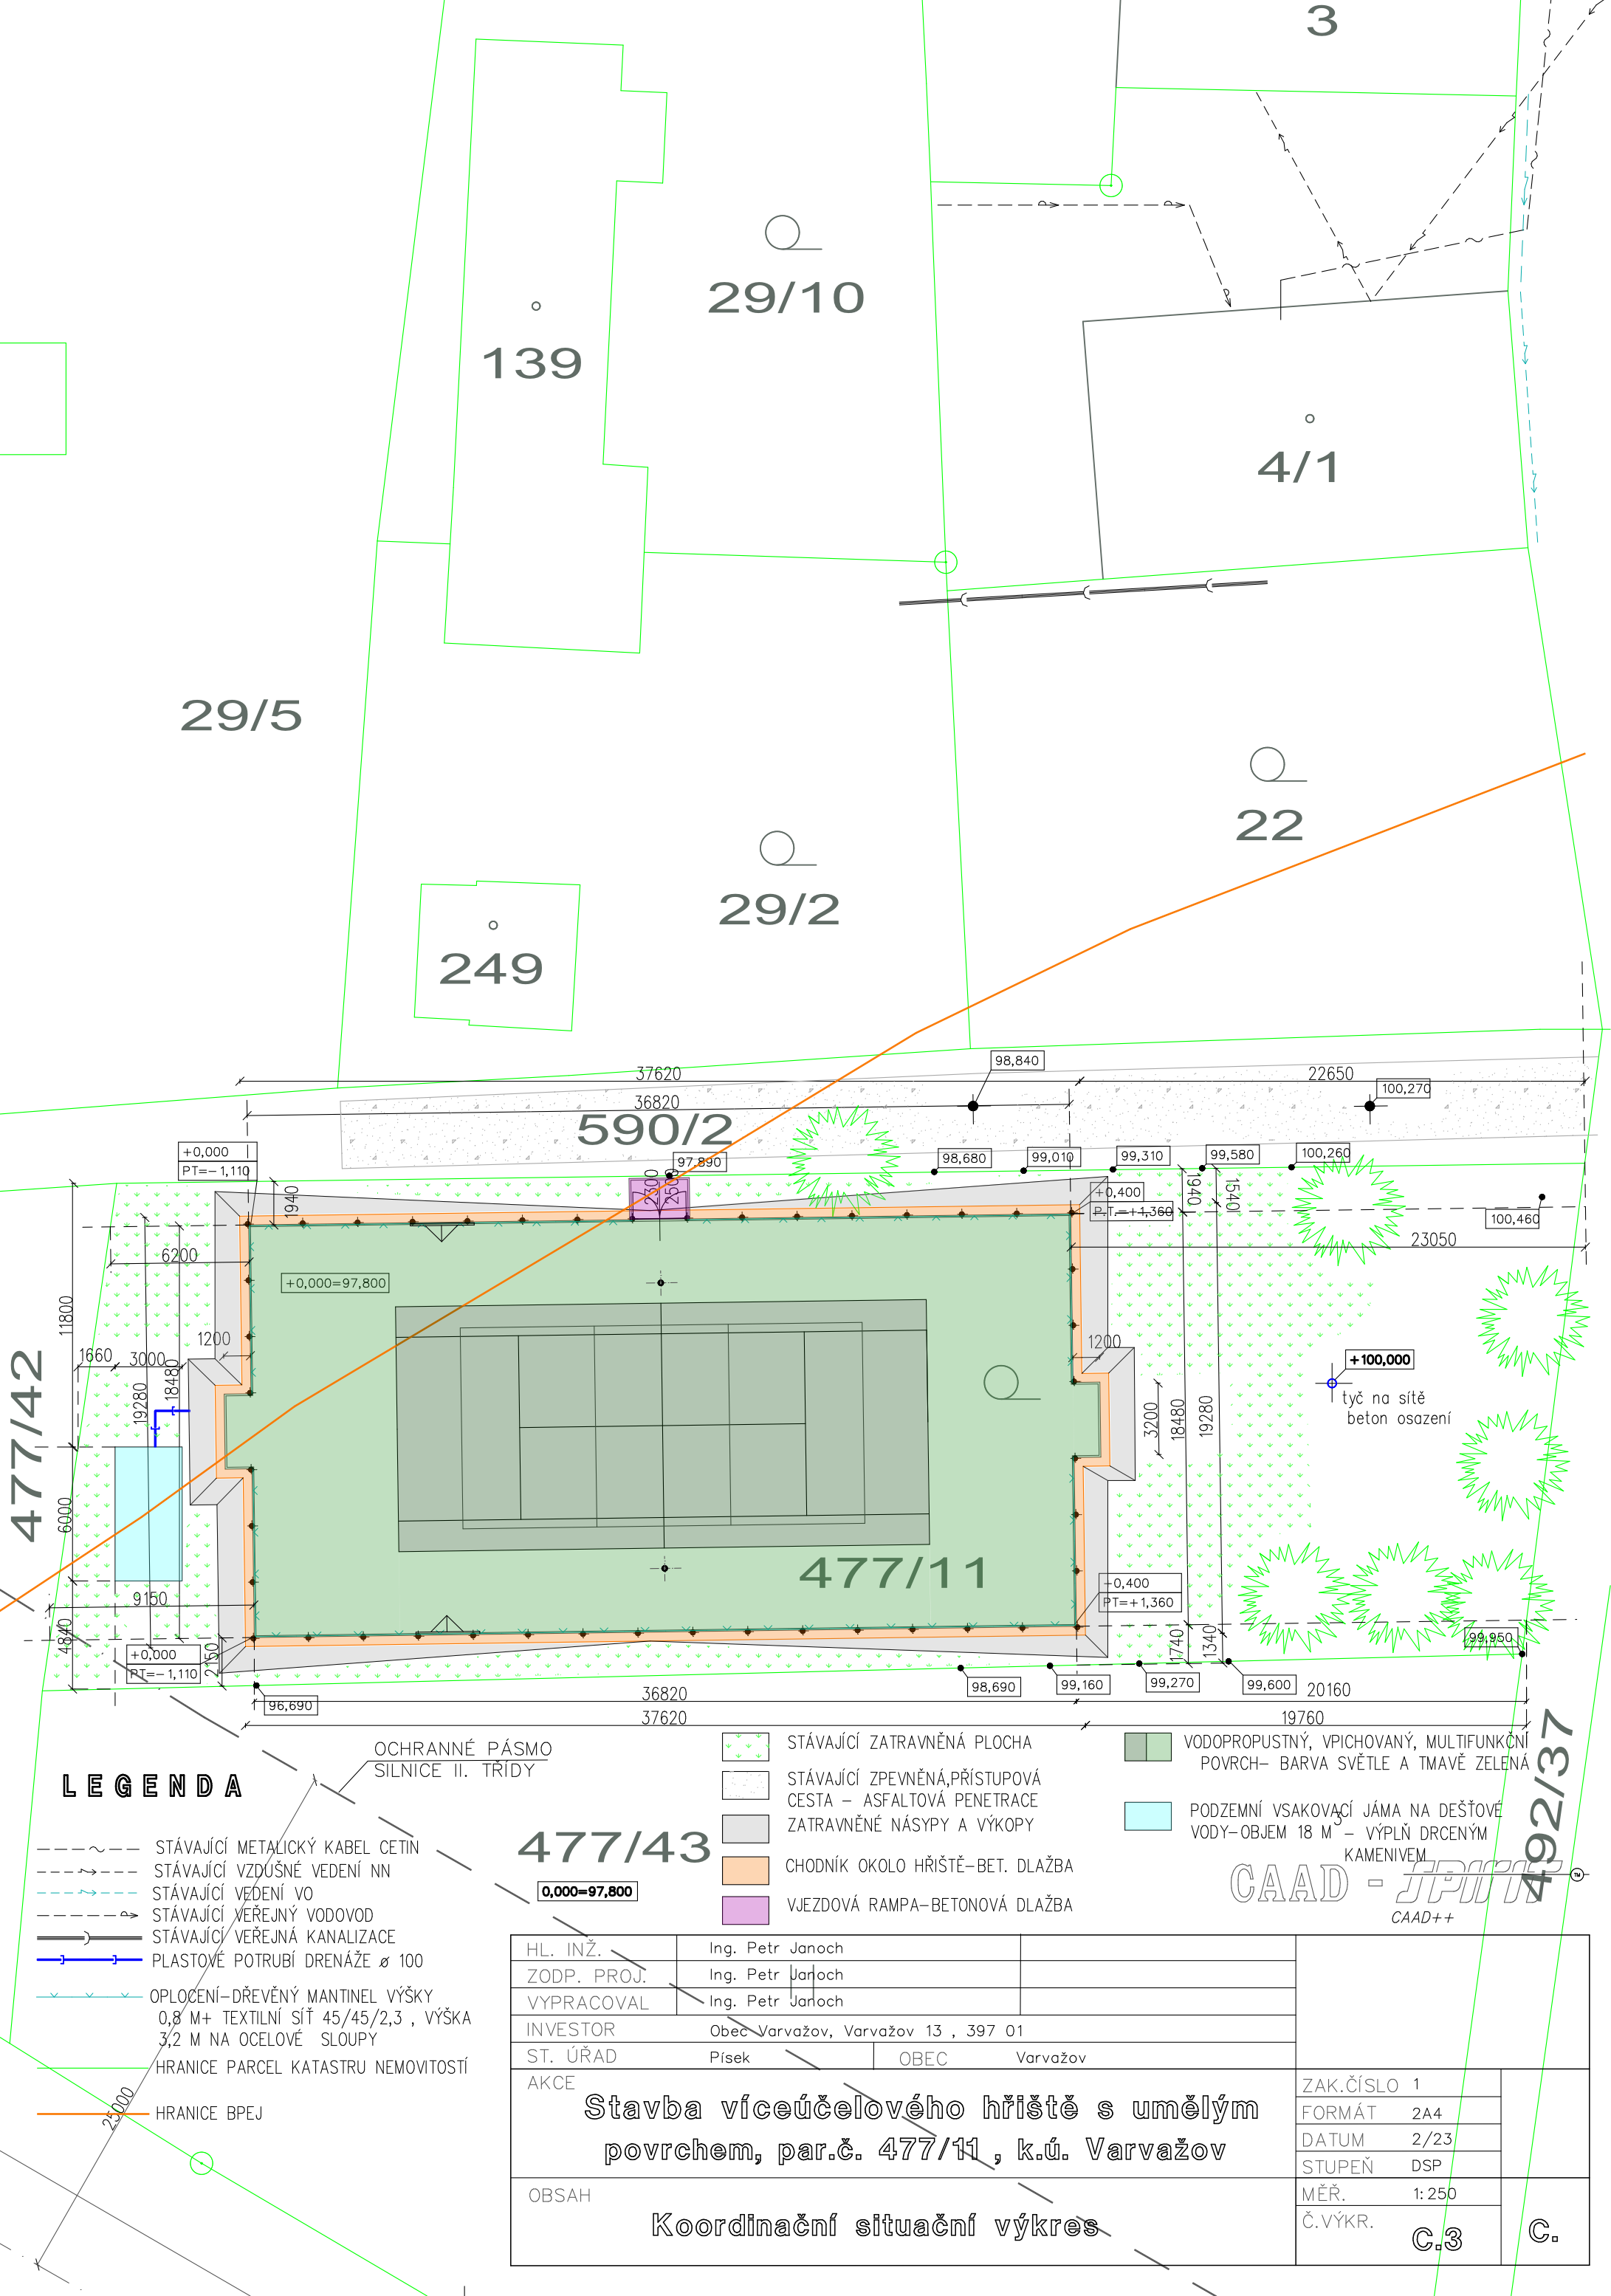 3
29/10
139
4/1
29/5
22
29/2
249
98,840
37620
22650
100,270
36820
590/2
+0,000
PT=-1,110
97,890
98,680
99,010
99,310
99,580
100,260
2300
2500
1940
+0,400
P.T.=+1,360
1940
1540
100,460
23050
6200
+0,000=97,800
11800
1200
1200
1660
3000
18480
19280
+100,000
tyč na sítě
beton osazení
3200
18480
19280
477/42
6000
477/11
-0,400
PT=+1,360
9150
4840
+0,000
PT=-1,110
2150
1740
1340
99,950
96,690
98,690
99,160
99,270
99,600
36820
20160
37620
19760
492/37
OCHRANNÉ PÁSMO
SILNICE II. TŘÍDY
LEGENDA
STÁVAJÍCÍ METALICKÝ KABEL CETIN
STÁVAJÍCÍ VZDUŠNÉ VEDENÍ NN
STÁVAJÍCÍ VEDENÍ VO
STÁVAJÍCÍ VEŘEJNÝ VODOVOD
STÁVAJÍCÍ VEŘEJNÁ KANALIZACE
PLASTOVÉ POTRUBÍ DRENÁŽE ø 100
OPLOCENÍ-DŘEVĚNÝ MANTINEL VÝŠKY
0,8 M+ TEXTILNÍ SÍŤ 45/45/2,3 , VÝŠKA
3,2 M NA OCELOVÉ SLOUPY
HRANICE PARCEL KATASTRU NEMOVITOSTÍ
HRANICE BPEJ
25000
477/43
0,000=97,800
STÁVAJÍCÍ ZATRAVNĚNÁ PLOCHA
STÁVAJÍCÍ ZPEVNĚNÁ,PŘÍSTUPOVÁ
CESTA - ASFALTOVÁ PENETRACE
ZATRAVNĚNÉ NÁSYPY A VÝKOPY
CHODNÍK OKOLO HŘIŠTĚ-BET. DLAŽBA
VJEZDOVÁ RAMPA-BETONOVÁ DLAŽBA
VODOPROPUSTNÝ, VPICHOVANÝ, MULTIFUNKČNÍ
POVRCH- BARVA SVĚTLE A TMAVĚ ZELENÁ
PODZEMNÍ VSAKOVACÍ JÁMA NA DEŠŤOVÉ
VODY-OBJEM 18 M3 - VÝPLŇ DRCENÝM
KAMENIVEM
CAAD - SPIRIT TM
CAAD++
HL. INŽ. Ing. Petr Janoch
ZODP. PROJ. Ing. Petr Janoch
VYPRACOVAL Ing. Petr Janoch
INVESTOR Obec Varvažov, Varvažov 13 , 397 01
ST. ÚŘAD Písek OBEC Varvažov
AKCE
Stavba víceúčelového hřiště s umělým
povrchem, par.č. 477/11 , k.ú. Varvažov
OBSAH
Koordinační situační výkres
ZAK.ČÍSLO 1
FORMÁT 2A4
DATUM 2/23
STUPEŇ DSP
MĚŘ. 1:250
Č.VÝKR.
C.3
C.